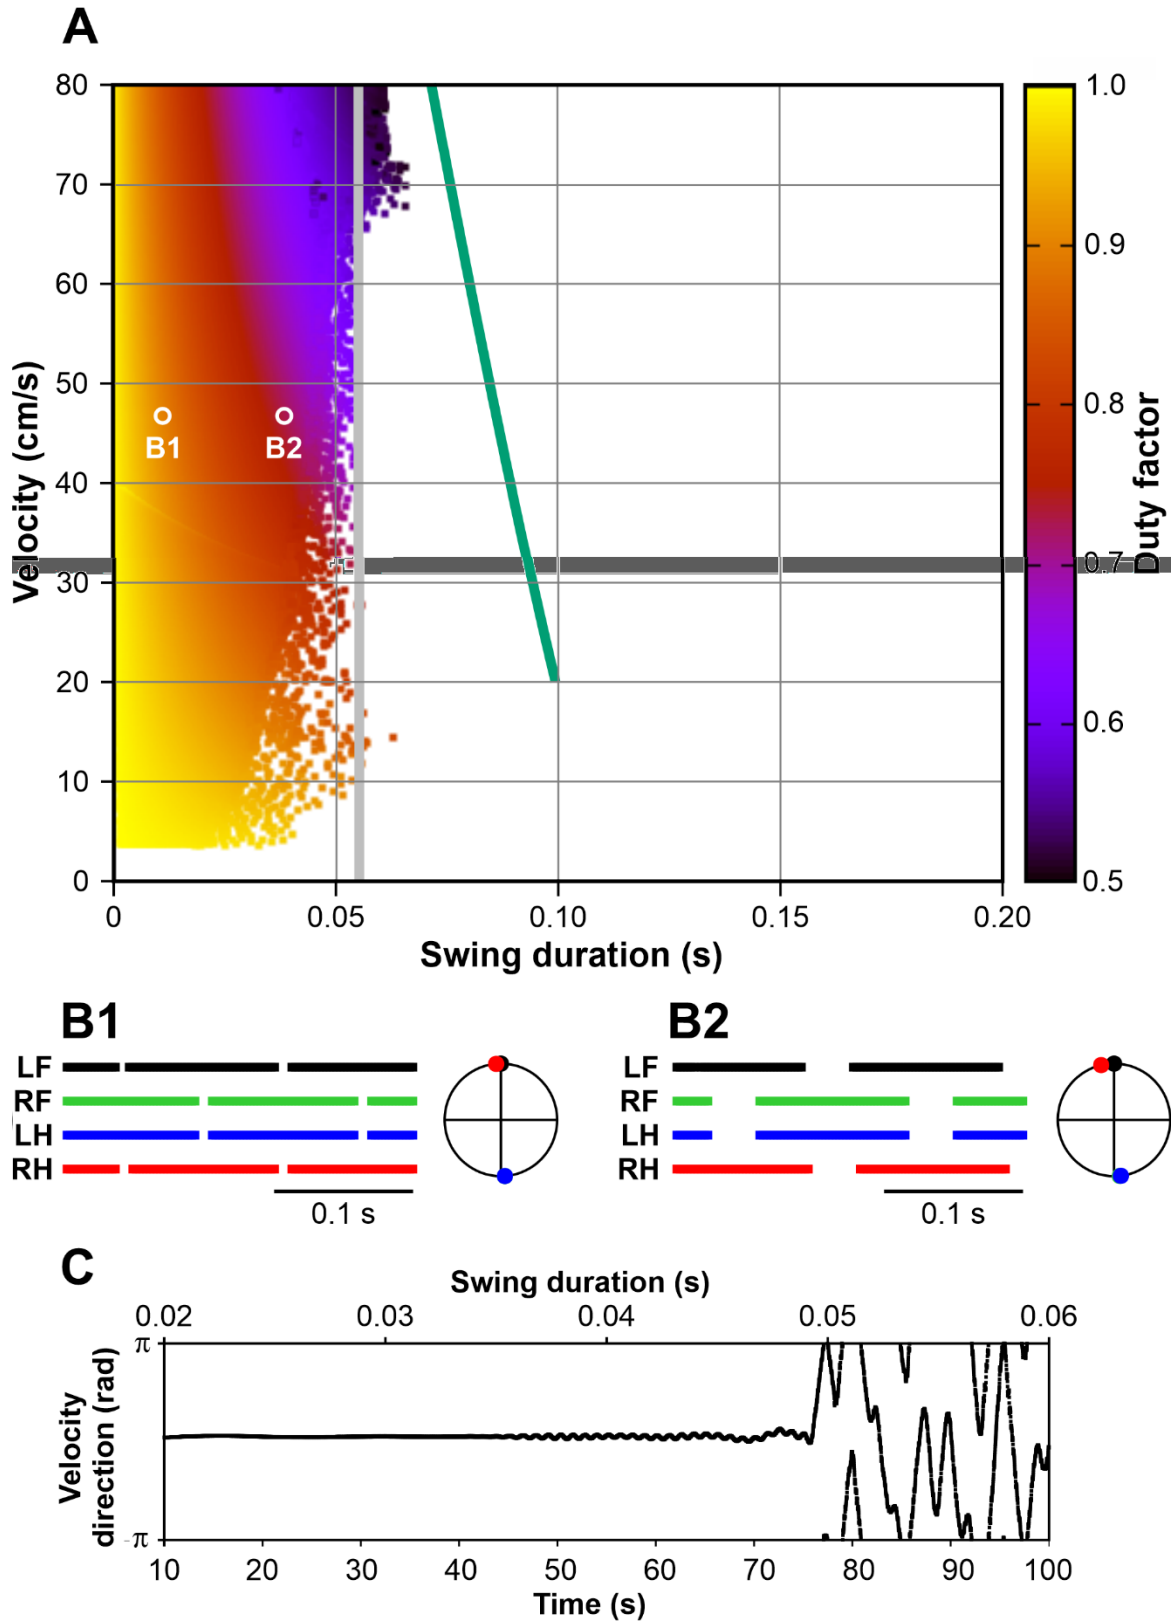 A
80
70
60
50
40
30
20
10
0
Velocity (cm/s)
B1
B2
0 0.05 0.10 0.15 0.20
Swing duration (s)
1.0
0.9
0.8
0.7
0.6
0.5
Duty factor
B1
LF
RF
LH
RH
0.1 s
B2
LF
RF
LH
RH
0.1 s
C
Swing duration (s)
0.02 0.03 0.04 0.05 0.06
π
-π
Velocity
direction (rad)
10 20 30 40 50 60 70 80 90 100
Time (s)